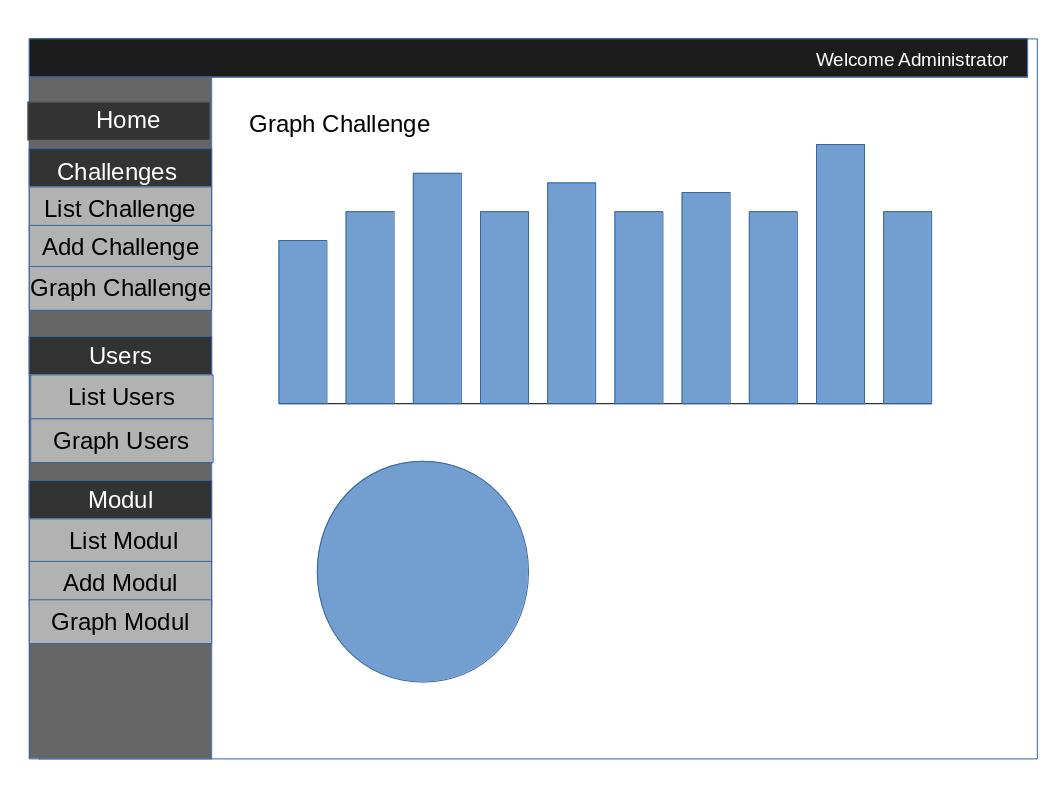 Welcome Administrator
Home
Challenges
List Challenge
Add Challenge
Graph Challenge
Users
List Users
Graph Users
Modul
List Modul
Add Modul
Graph Modul
Graph Challenge